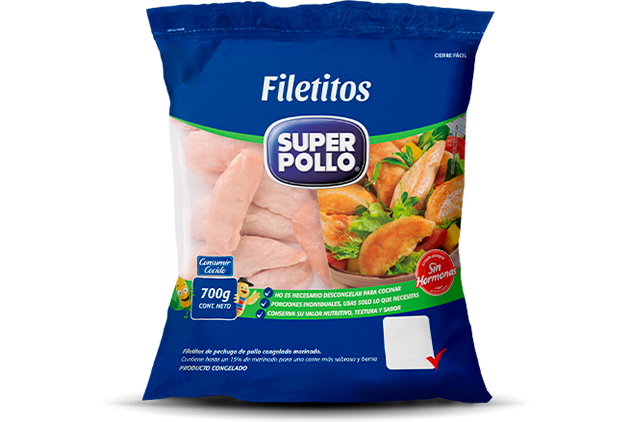 CIERRE FÁCIL
Filetitos
SUPER
POLLO®
Consumir
Cocido
700g
CONT. NETO
Sin
Hormonas
NO ES NECESARIO DESCONGELAR PARA COCINAR
PORCIONES INDIVIDUALES, USAS SOLO LO QUE NECESITAS
CONSERVA SU VALOR NUTRITIVO, TEXTURA Y SABOR
Filetitos de pechuga de pollo congelado marinado.
Contiene hasta un 15% de marinado para una carne más sabrosa y tierna
PRODUCTO CONGELADO